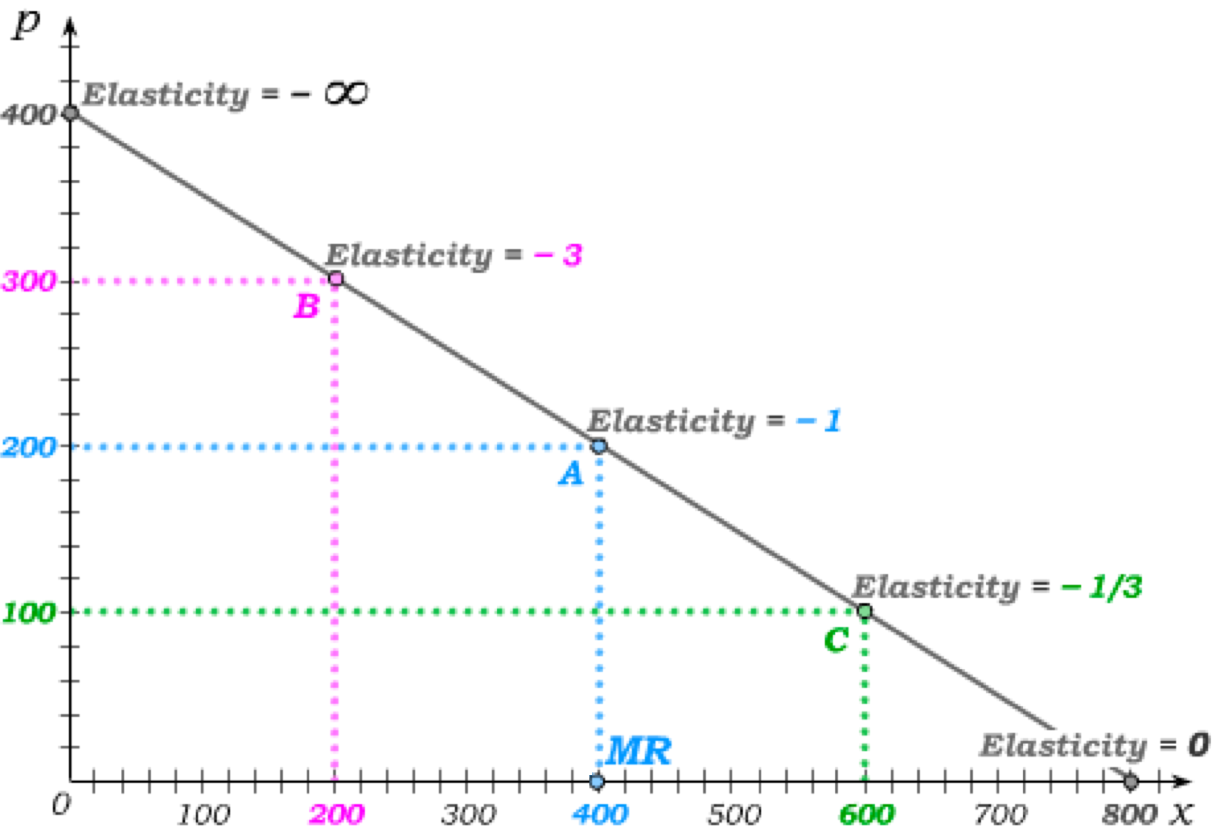 p
Elasticity = – ∞
400
Elasticity = – 3
300
B
Elasticity = – 1
200
A
Elasticity = – 1/3
100
C
MR
Elasticity = 0
0 100 200 300 400 500 600 700 800 x